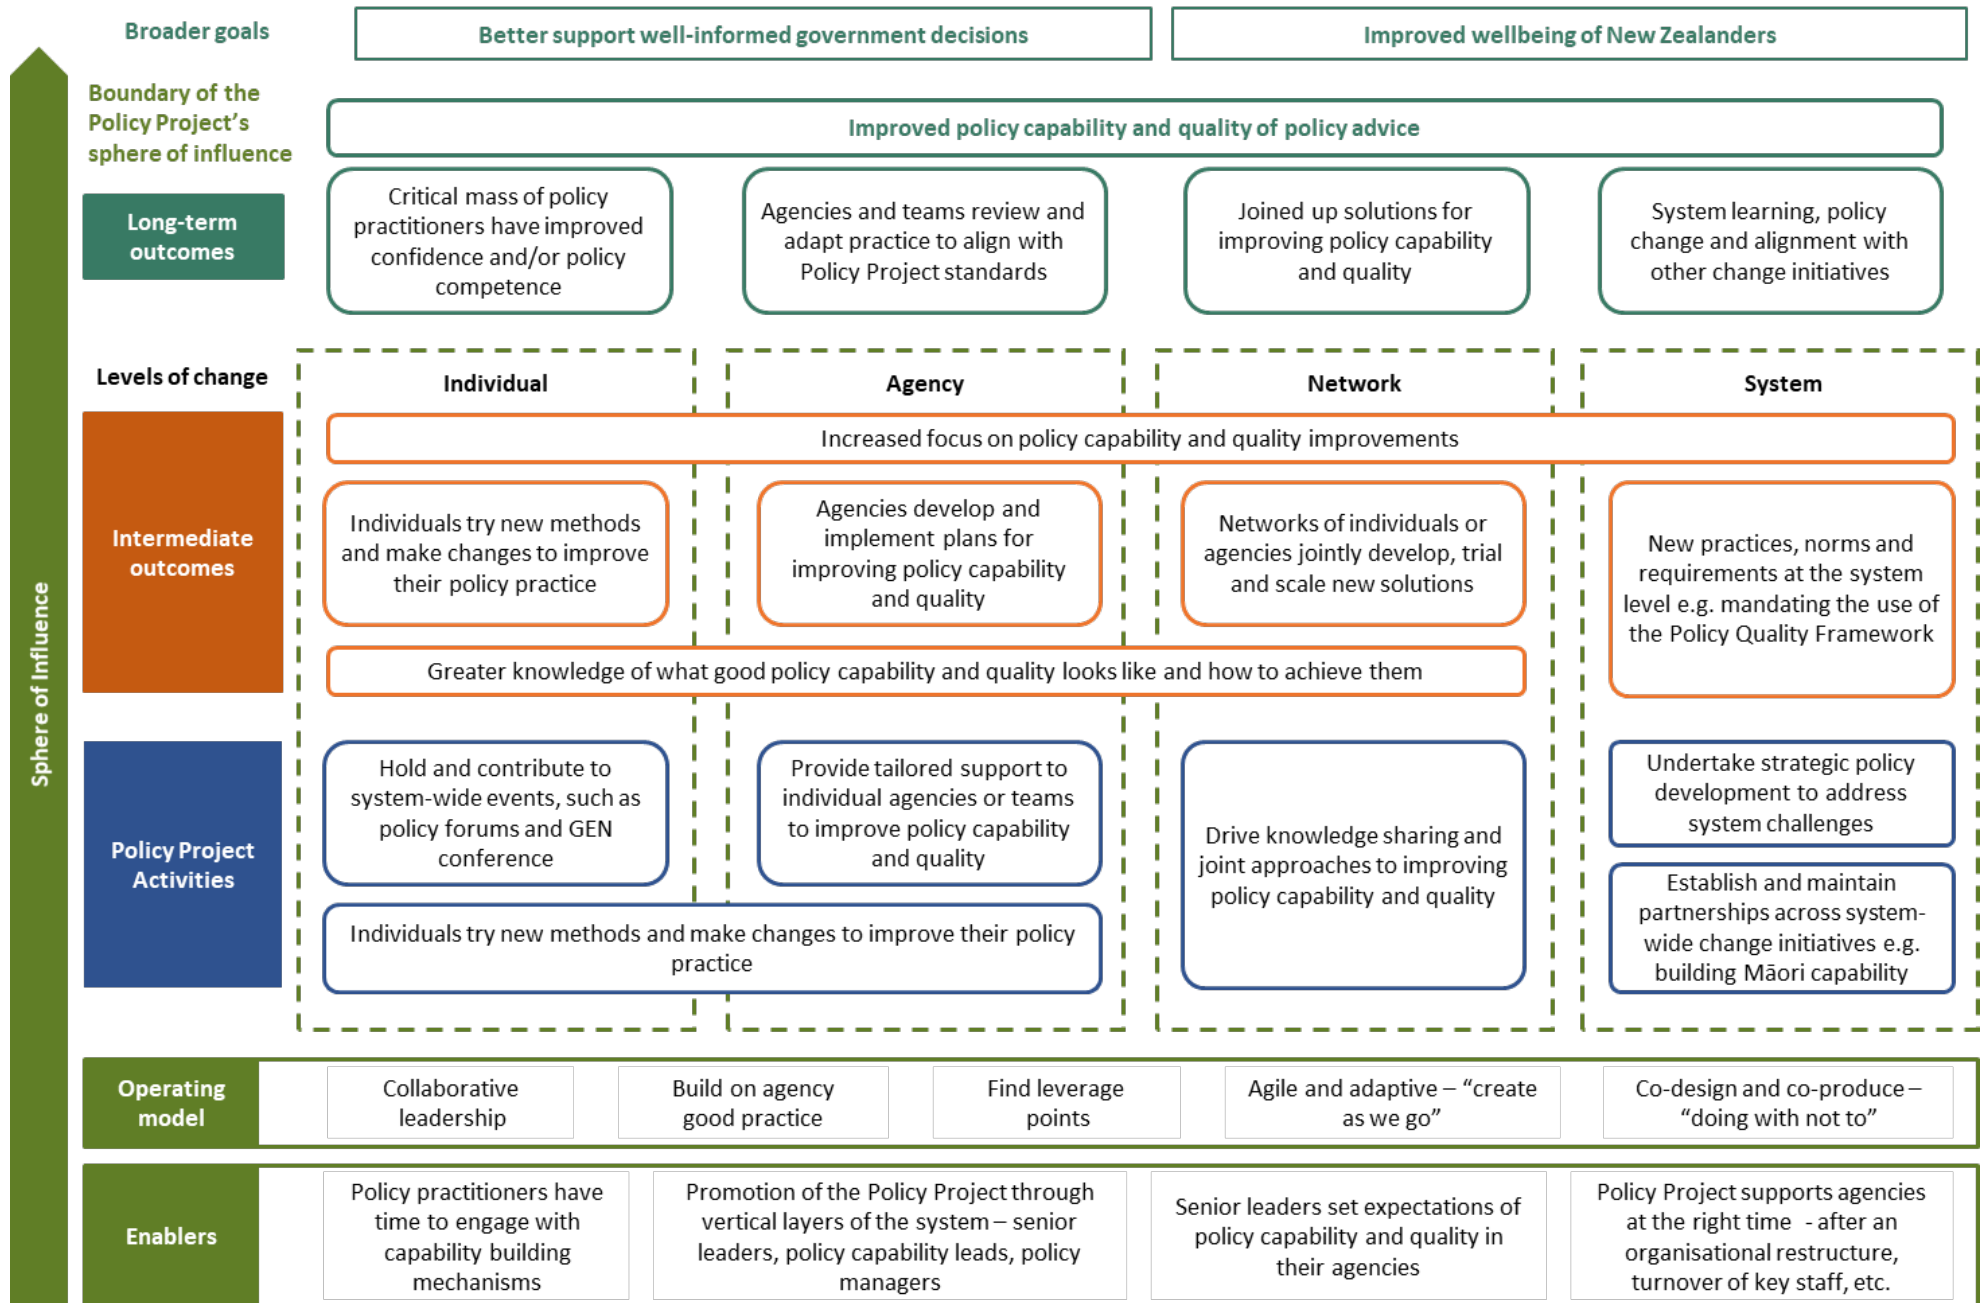 Broader goals
Better support well-informed government decisions
Improved wellbeing of New Zealanders
Boundary of the
Policy Project's
sphere of influence
Improved policy capability and quality of policy advice
Long-term
outcomes
Critical mass of policy
practitioners have improved
confidence and/or policy
competence
Agencies and teams review and
adapt practice to align with
Policy Project standards
Joined up solutions for
improving policy capability
and quality
System learning, policy
change and alignment with
other change initiatives
Levels of change
Individual
Agency
Network
System
Increased focus on policy capability and quality improvements
Intermediate
outcomes
Individuals try new methods
and make changes to improve
their policy practice
Agencies develop and
implement plans for
improving policy capability
and quality
Networks of individuals or
agencies jointly develop, trial
and scale new solutions
New practices, norms and
requirements at the system
level e.g. mandating the use of
the Policy Quality Framework
Greater knowledge of what good policy capability and quality looks like and how to achieve them
Sphere of Influence
Policy Project
Activities
Hold and contribute to
system-wide events, such as
policy forums and GEN
conference
Provide tailored support to
individual agencies or teams
to improve policy capability
and quality
Drive knowledge sharing and
joint approaches to improving
policy capability and quality
Undertake strategic policy
development to address
system challenges
Individuals try new methods and make changes to improve their policy
practice
Establish and maintain
partnerships across system-
wide change initiatives e.g.
building Māori capability
Operating
model
Collaborative
leadership
Build on agency
good practice
Find leverage
points
Agile and adaptive – “create
as we go”
Co-design and co-produce –
“doing with not to”
Enablers
Policy practitioners have
time to engage with
capability building
mechanisms
Promotion of the Policy Project through
vertical layers of the system – senior
leaders, policy capability leads, policy
managers
Senior leaders set expectations of
policy capability and quality in
their agencies
Policy Project supports agencies
at the right time - after an
organisational restructure,
turnover of key staff, etc.